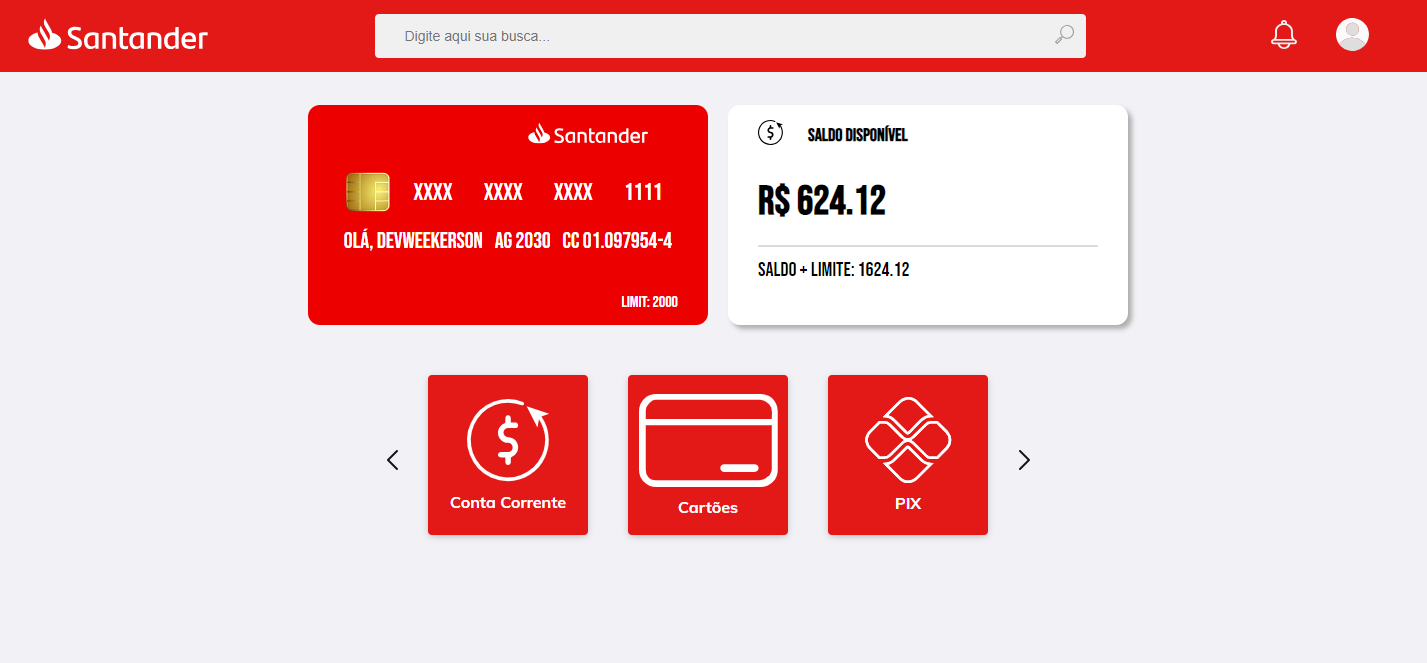 Santander
Digite aqui sua busca...
Santander
XXXX XXXX XXXX 1111
OLÁ, DEVWEEKERSON AG 2030 CC 01.097954-4
LIMIT: 2000
$
SALDO DISPONÍVEL
R$ 624.12
SALDO + LIMITE: 1624.12
$
Conta Corrente
Cartões
PIX